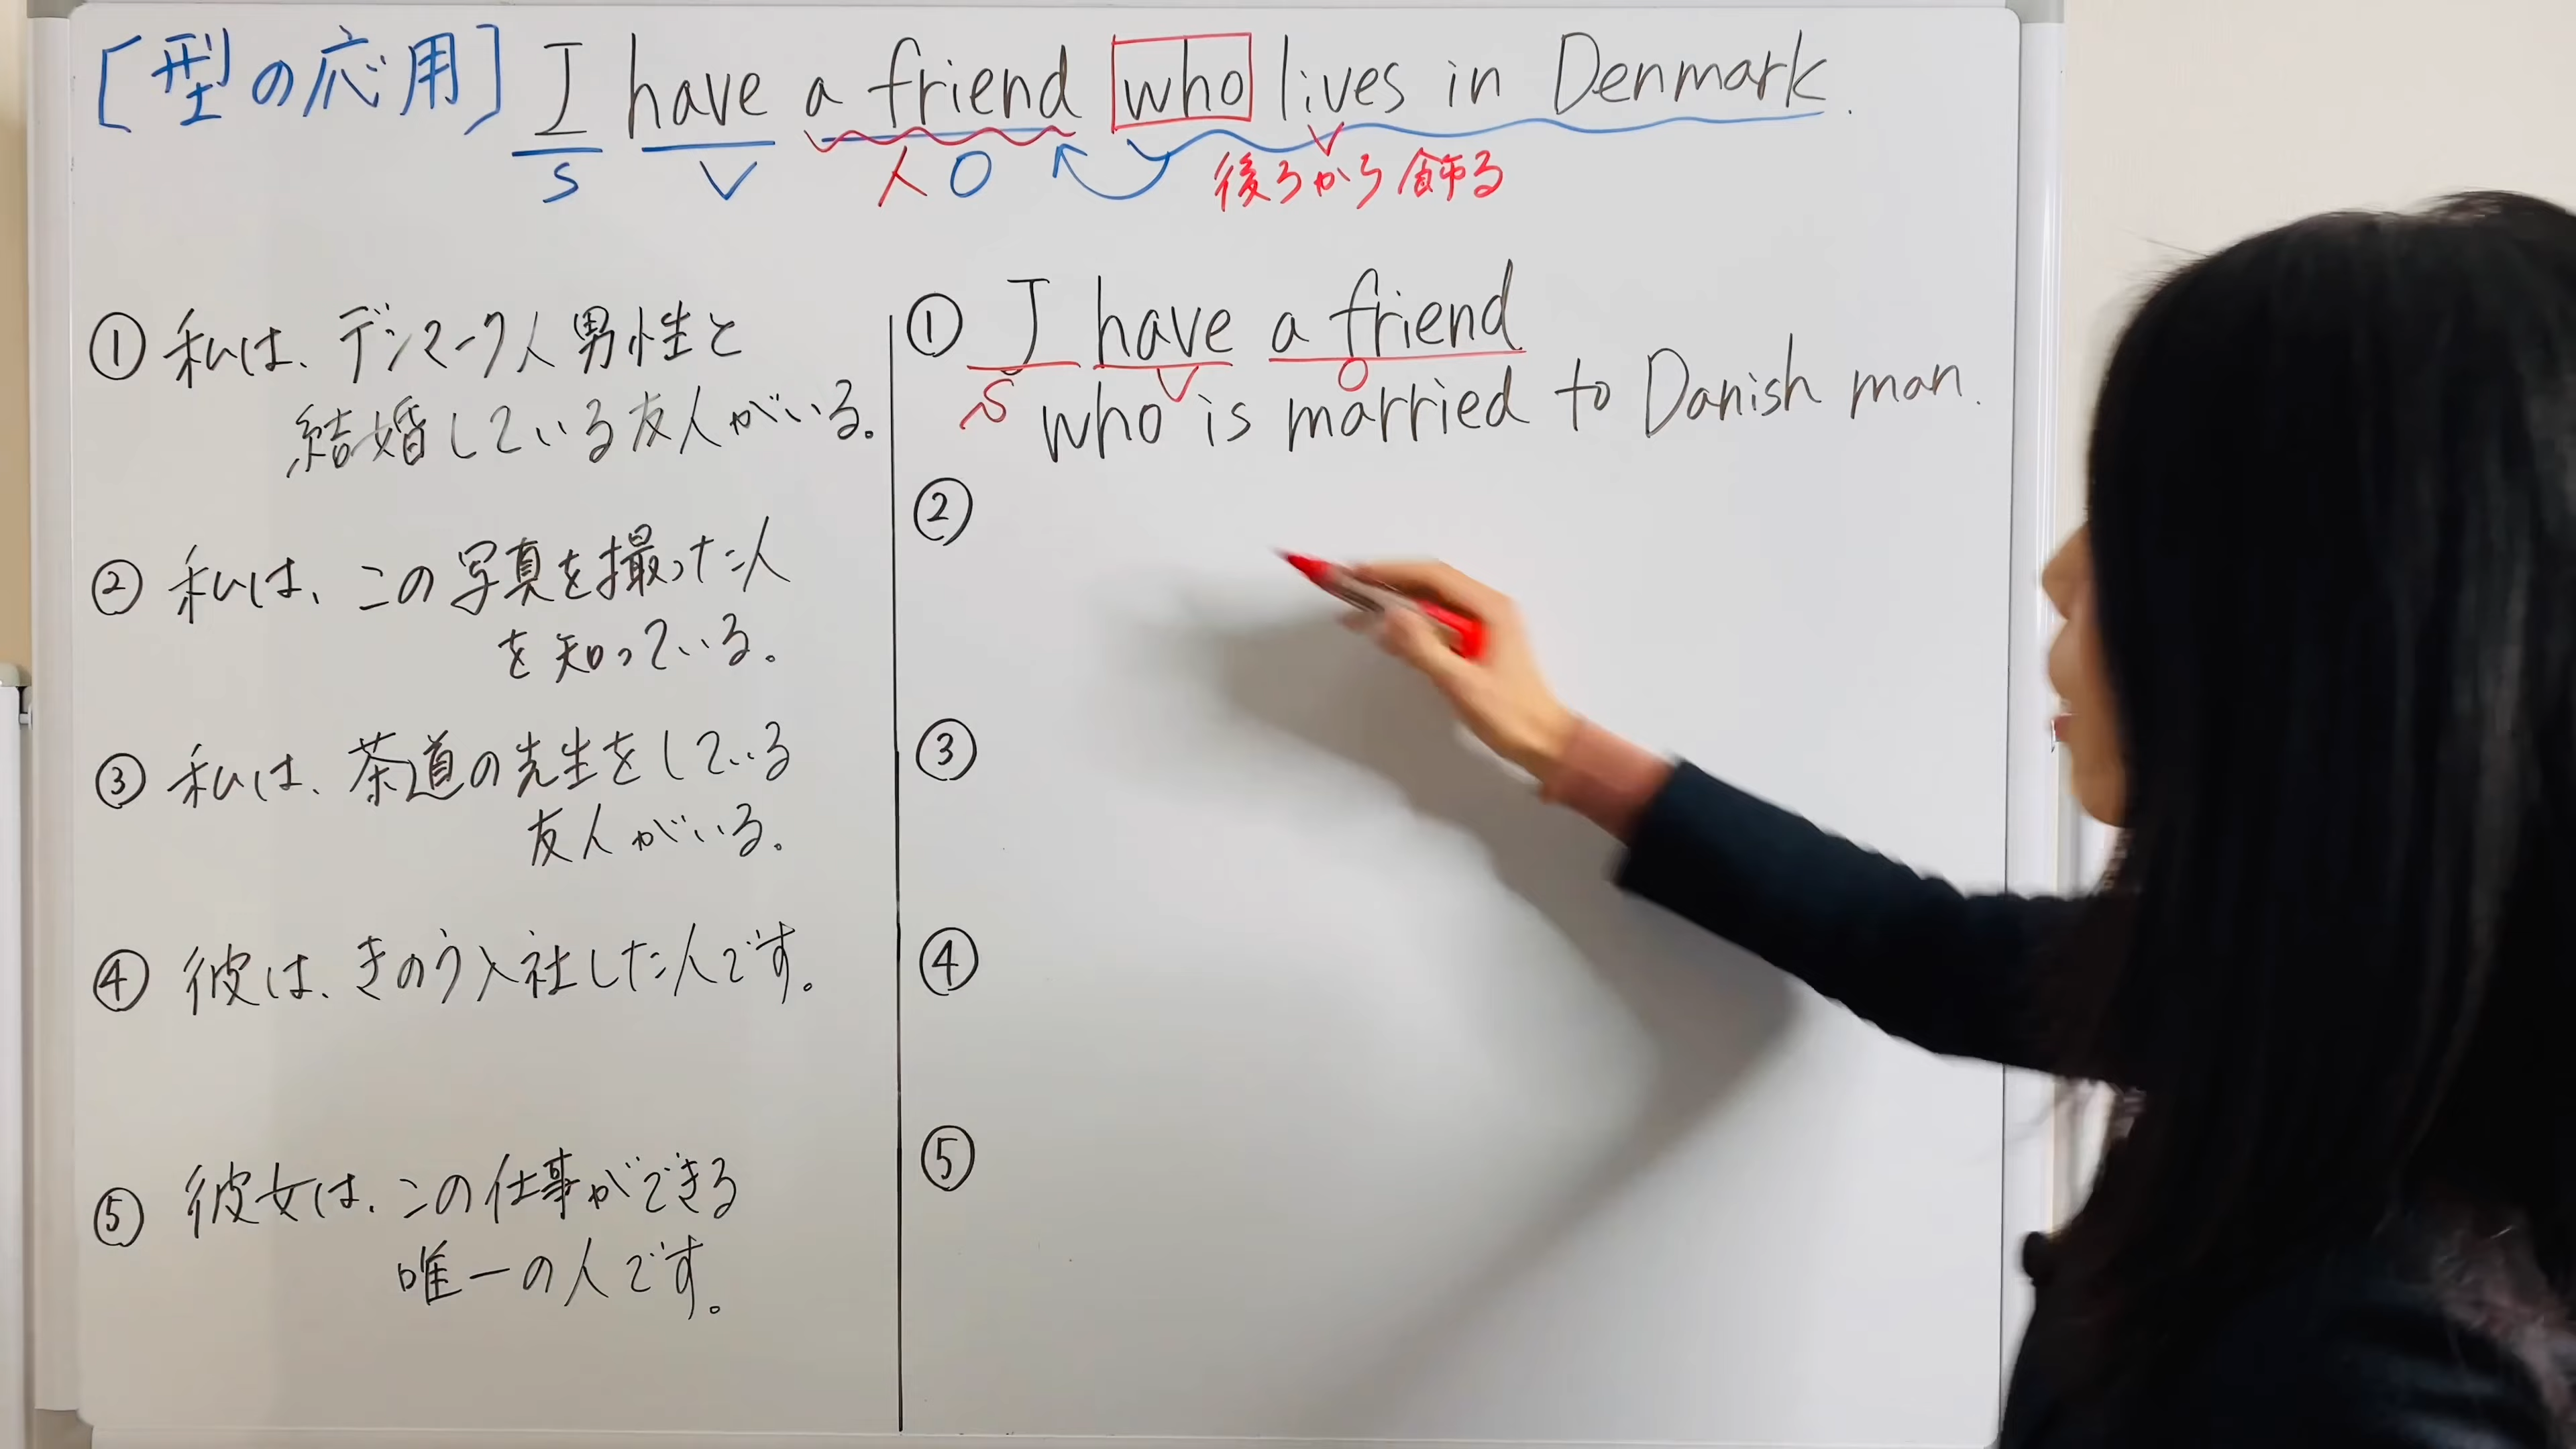 [型の応用] I have a friend who lives in Denmark.
S V 人 O 後ろから飾る V
① 私は、デンマーク人男性と
結婚している友人がいる。
② 私は、この写真を撮った人
を知っている。
③ 私は、茶道の先生をしている
友人がいる。
④ 彼は、きのう入社した人です。
⑤ 彼女は、この仕事ができる
唯一の人です。
① I have a friend
S V O
who is married to Danish man.
②
③
④
⑤